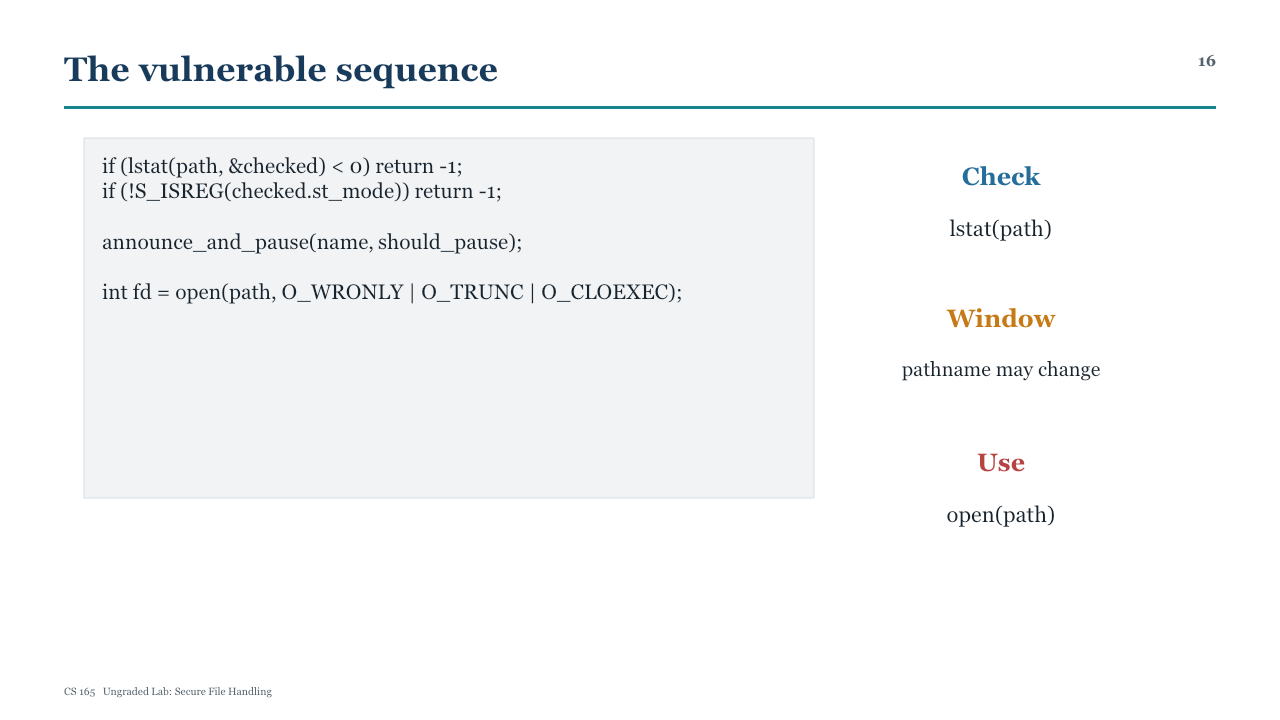 The vulnerable sequence
16
if (lstat(path, &checked) < 0) return -1;
if (!S_ISREG(checked.st_mode)) return -1;
announce_and_pause(name, should_pause);
int fd = open(path, O_WRONLY | O_TRUNC | O_CLOEXEC);
Check
lstat(path)
Window
pathname may change
Use
open(path)
CS 165 Ungraded Lab: Secure File Handling